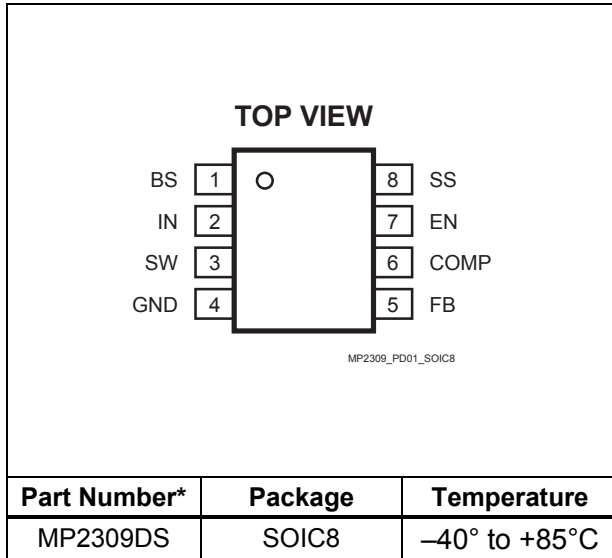 TOP VIEW
BS 1 8 SS
IN 2 7 EN
SW 3 6 COMP
GND 4 5 FB
MP2309_PD01_SOIC8
Part Number* Package Temperature
MP2309DS SOIC8 –40° to +85°C